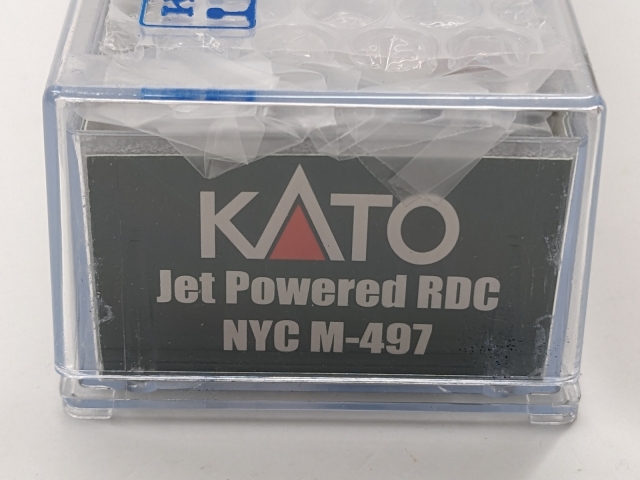 K
KATO
Jet Powered RDC
NYC M-497